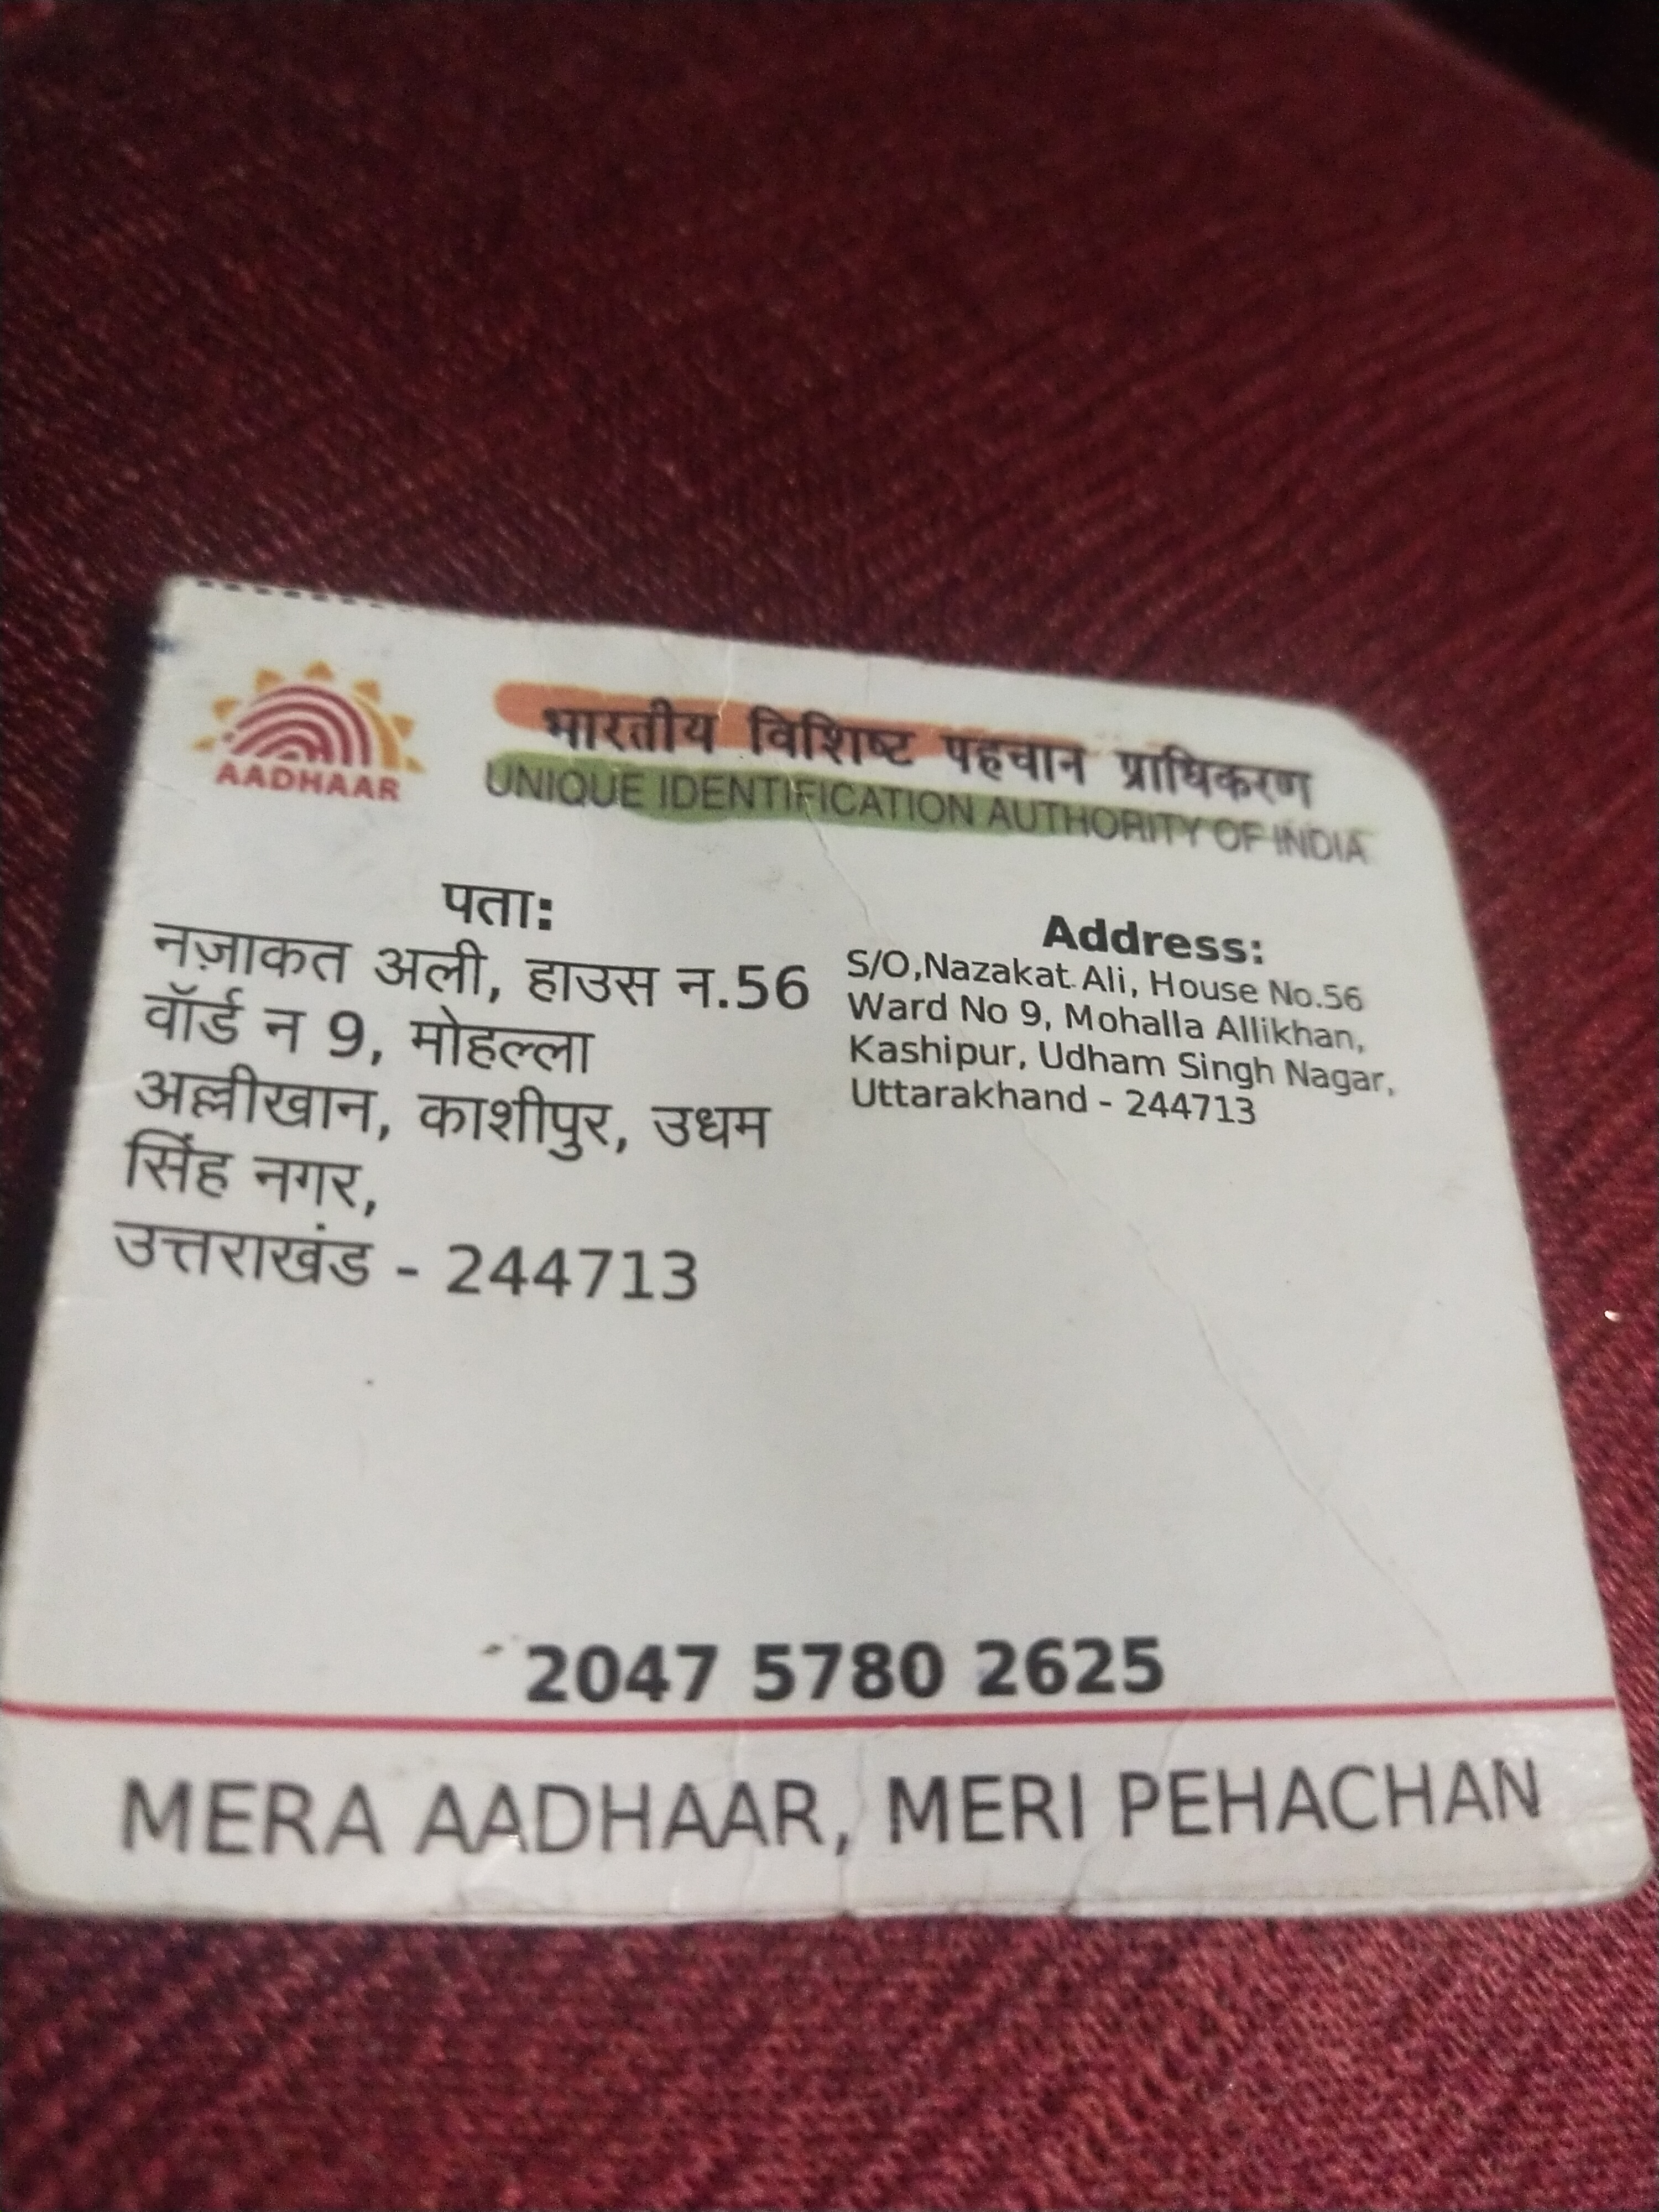 AADHAAR
भारतीय विशिष्ट पहचान प्राधिकरण
UNIQUE IDENTIFICATION AUTHORITY OF INDIA
पता:
नज़ाकत अली, हाउस न.56
वॉर्ड न 9, मोहल्ला
अल्लीखान, काशीपुर, उधम
सिंह नगर,
उत्तराखंड - 244713
Address:
S/O,Nazakat Ali, House No.56
Ward No 9, Mohalla Allikhan,
Kashipur, Udham Singh Nagar,
Uttarakhand - 244713
2047 5780 2625
MERA AADHAAR, MERI PEHACHAN